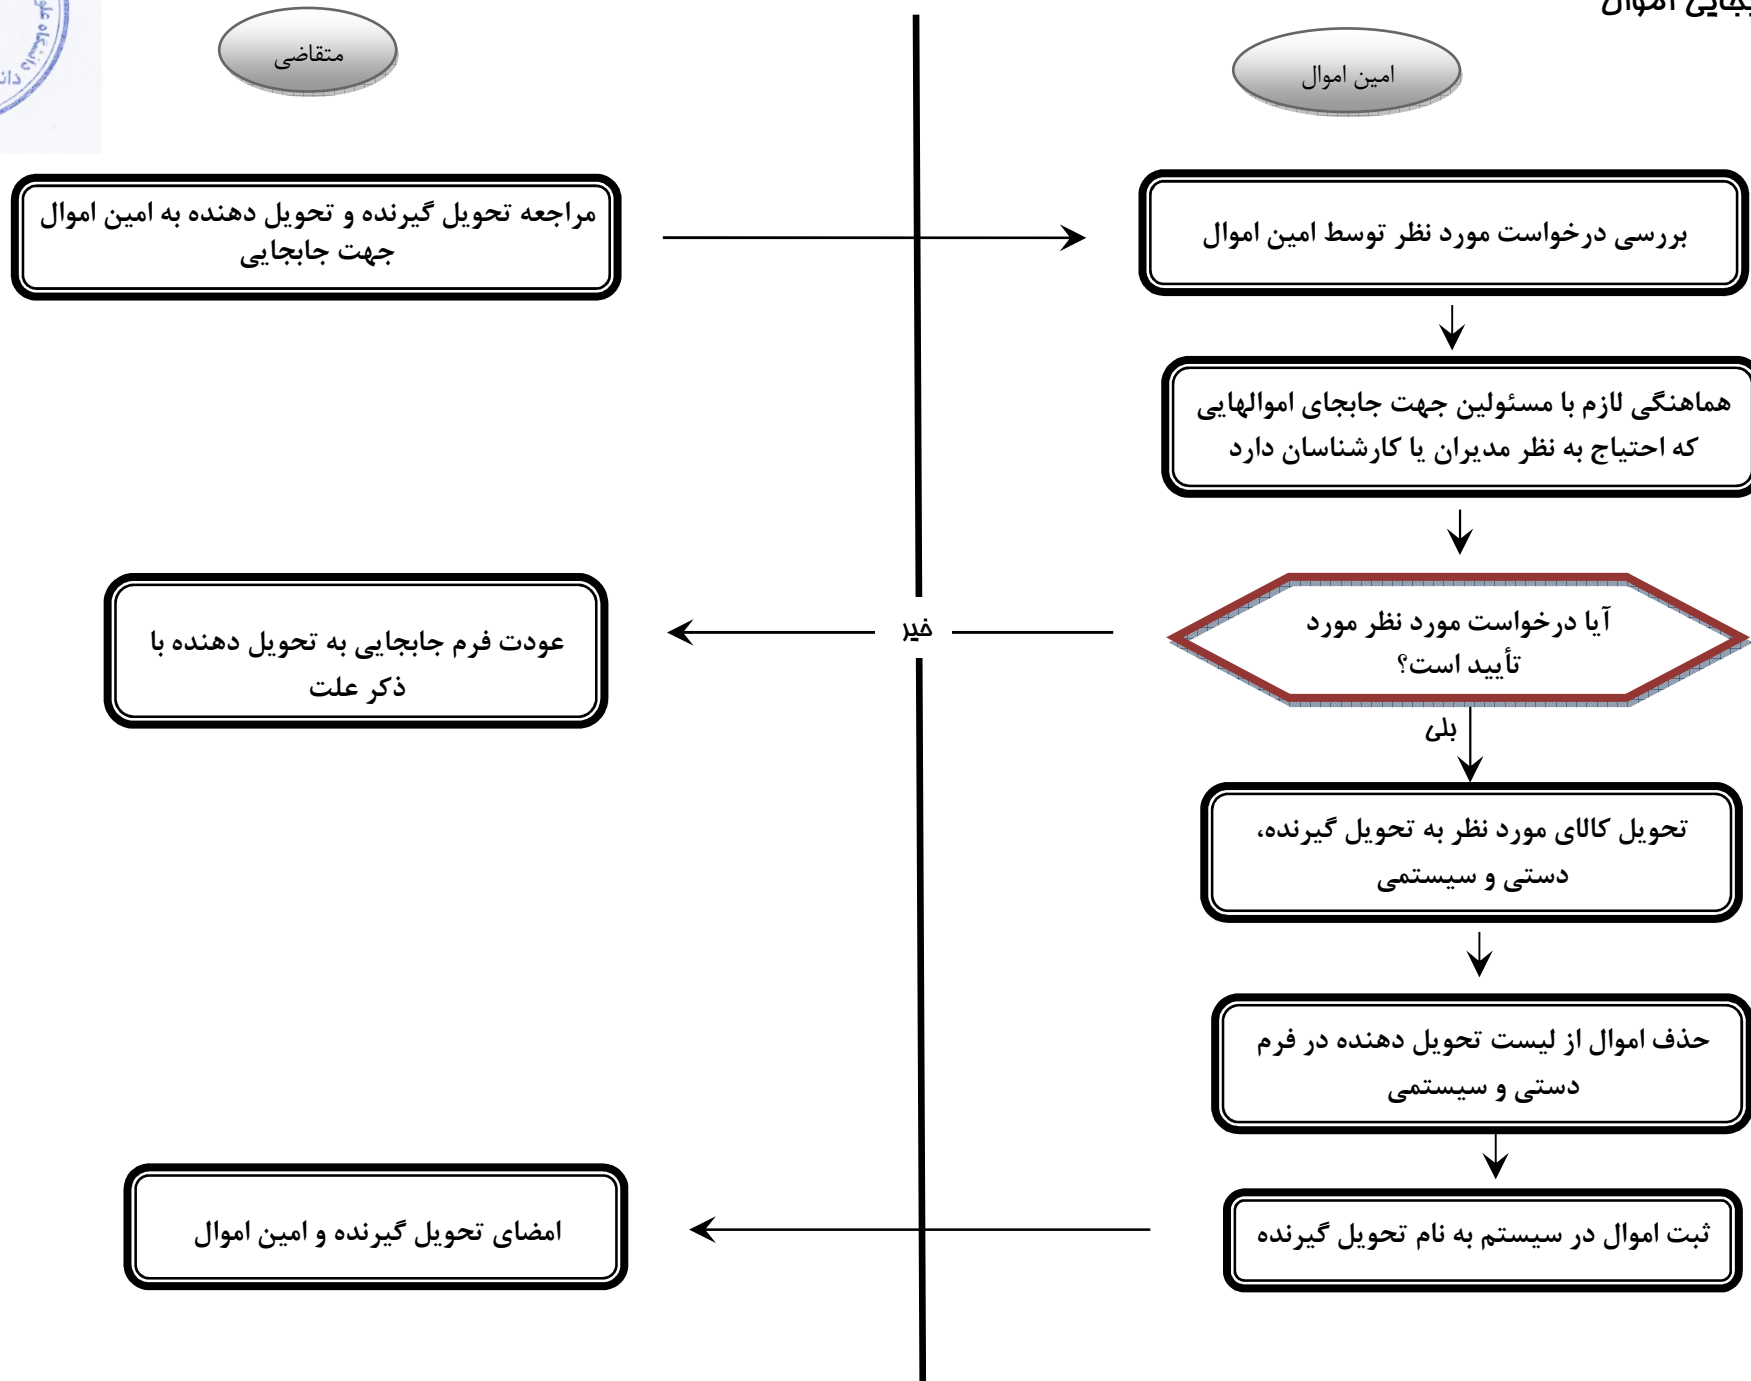 اموال
متقاضی
امین اموال
مراجعه تحویل گیرنده و تحویل دهنده به امین اموال
جهت جابجایی
بررسی درخواست مورد نظر توسط امین اموال
هماهنگی لازم با مسئولین جهت جابجای اموالهایی
که احتیاج به نظر مدیران یا کارشناسان دارد
آیا درخواست مورد نظر مورد
تأیید است؟
خیر
عودت فرم جابجایی به تحویل دهنده با
ذکر علت
بلی
تحویل کالای مورد نظر به تحویل گیرنده،
دستی و سیستمی
حذف اموال از لیست تحویل دهنده در فرم
دستی و سیستمی
ثبت اموال در سیستم به نام تحویل گیرنده
امضای تحویل گیرنده و امین اموال